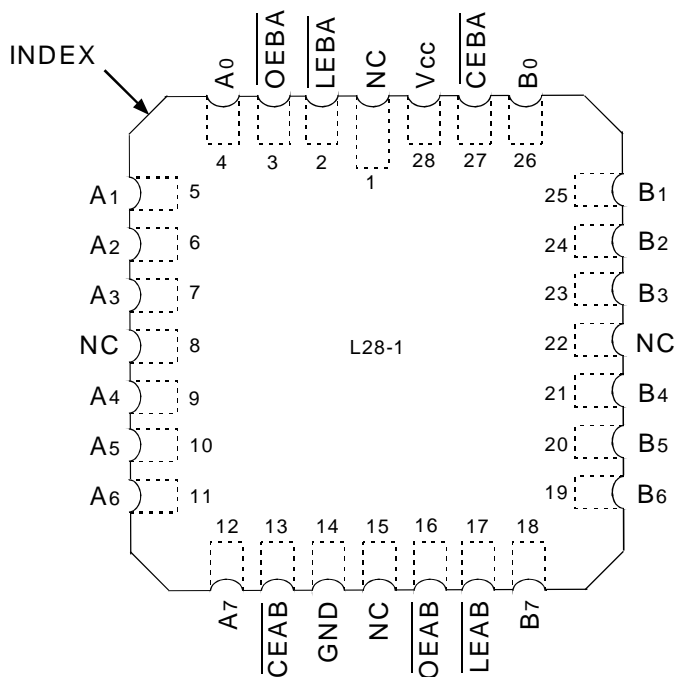 INDEX
A0 OEBA LEBA NC Vcc CEBA B0
4 3 2 1 28 27 26
A1 5 25 B1
A2 6 24 B2
A3 7 23 B3
NC 8 L28-1 22 NC
A4 9 21 B4
A5 10 20 B5
A6 11 19 B6
12 13 14 15 16 17 18
A7 CEAB GND NC OEAB LEAB B7